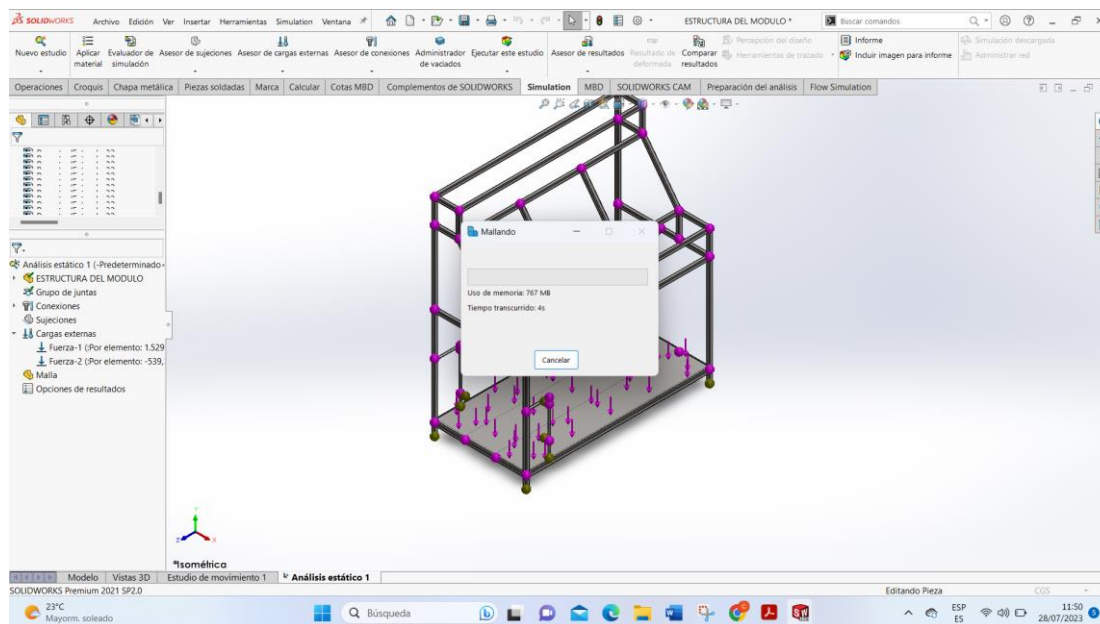 SOLIDWORKS Archivo Edición Ver Insertar Herramientas Simulation Ventana ESTRUCTURA DEL MODULO * Buscar comandos
Nuevo estudio Aplicar material Evaluador de simulación Asesor de sujeciones Asesor de cargas externas Asesor de conexiones Administrador de vaciados Ejecutar este estudio Asesor de resultados Resultado de deformada Comparar resultados
Percepción del diseño
Herramientas de trazado
Informe
Incluir imagen para informe
Simulación descargada
Administrar red
Operaciones Croquis Chapa metálica Piezas soldadas Marca Calcular Cotas MBD Complementos de SOLIDWORKS Simulation MBD SOLIDWORKS CAM Preparación del análisis Flow Simulation
Análisis estático 1 (-Predeterminado-
ESTRUCTURA DEL MODULO
Grupo de juntas
Conexiones
Sujeciones
Cargas externas
Fuerza-1 (:Por elemento: 1.529
Fuerza-2 (:Por elemento: -539,
Malla
Opciones de resultados
Mallando
Uso de memoria: 767 MB
Tiempo transcurrido: 4s
Cancelar
Y
Z
X
*Isométrica
Modelo Vistas 3D Estudio de movimiento 1 Análisis estático 1
SOLIDWORKS Premium 2021 SP2.0 Editando Pieza CGS
23°C
Mayorm. soleado
Búsqueda
ESP
ES
11:50
28/07/2023